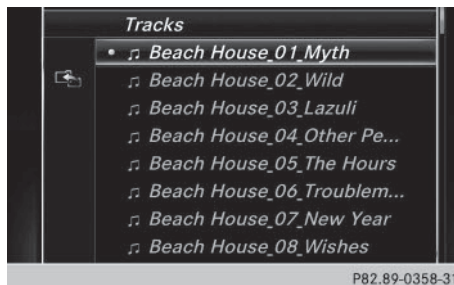 Tracks
Beach House_01_Myth
Beach House_02_Wild
Beach House_03_Lazuli
Beach House_04_Other Pe...
Beach House_05_The Hours
Beach House_06_Troublem...
Beach House_07_New Year
Beach House_08_Wishes
P82.89-0358-31